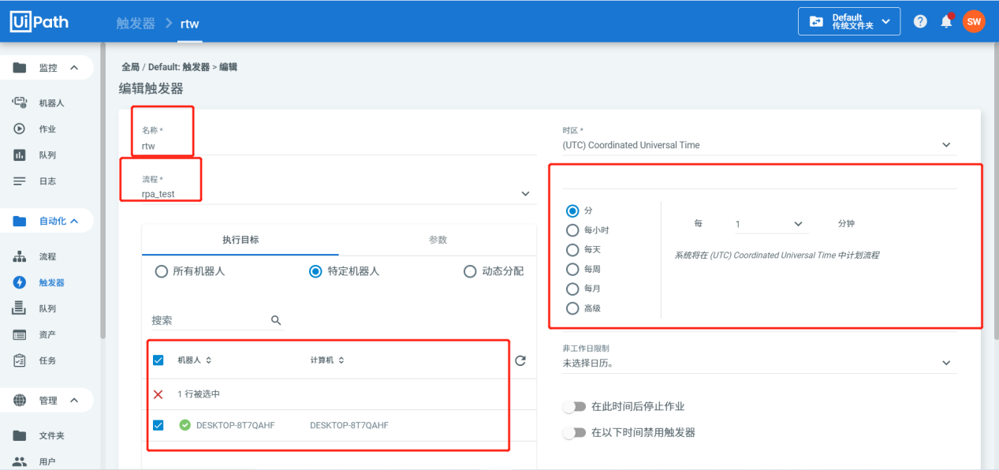 UiPath
触发器 > rtw
Default
传统文件夹
SW
监控
机器人
作业
队列
日志
自动化
流程
触发器
队列
资产
任务
管理
文件夹
用户
全局 / Default: 触发器 > 编辑
编辑触发器
名称 *
rtw
流程 *
rpa_test
执行目标
参数
所有机器人
特定机器人
动态分配
搜索
机器人
计算机
1 行被选中
DESKTOP-8T7QAHF
DESKTOP-8T7QAHF
时区 *
(UTC) Coordinated Universal Time
分
每小时
每天
每周
每月
高级
每 1 分钟
系统将在 (UTC) Coordinated Universal Time 中计划流程
非工作日限制
未选择日历。
在此时间后停止作业
在以下时间禁用触发器